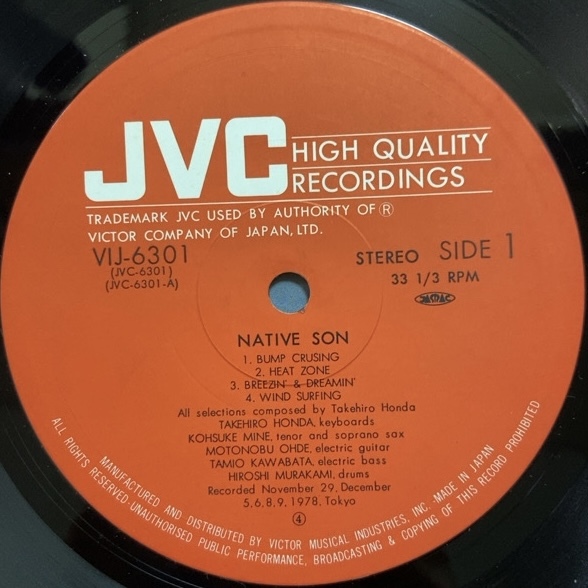 JVC HIGH QUALITY RECORDINGS
TRADEMARK JVC USED BY AUTHORITY OF Ⓡ
VICTOR COMPANY OF JAPAN, LTD.
VIJ-6301
(JVC-6301)
(JVC-6301-A)
STEREO SIDE 1
33 1/3 RPM
JASRAC
NATIVE SON
1. BUMP CRUSING
2. HEAT ZONE
3. BREEZIN' & DREAMIN'
4. WIND SURFING
All selections composed by Takehiro Honda
TAKEHIRO HONDA, keyboards
KOHSUKE MINE, tenor and soprano sax
MOTONOBU OHDE, electric guitar
TAMIO KAWABATA, electric bass
HIROSHI MURAKAMI, drums
Recorded November 29, December
5,6,8,9, 1978, Tokyo
④
MANUFACTURED AND DISTRIBUTED BY VICTOR MUSICAL INDUSTRIES, INC. MADE IN JAPAN
ALL RIGHTS RESERVED-UNAUTHORISED PUBLIC PERFORMANCE, BROADCASTING & COPYING OF THIS RECORD PROHIBITED